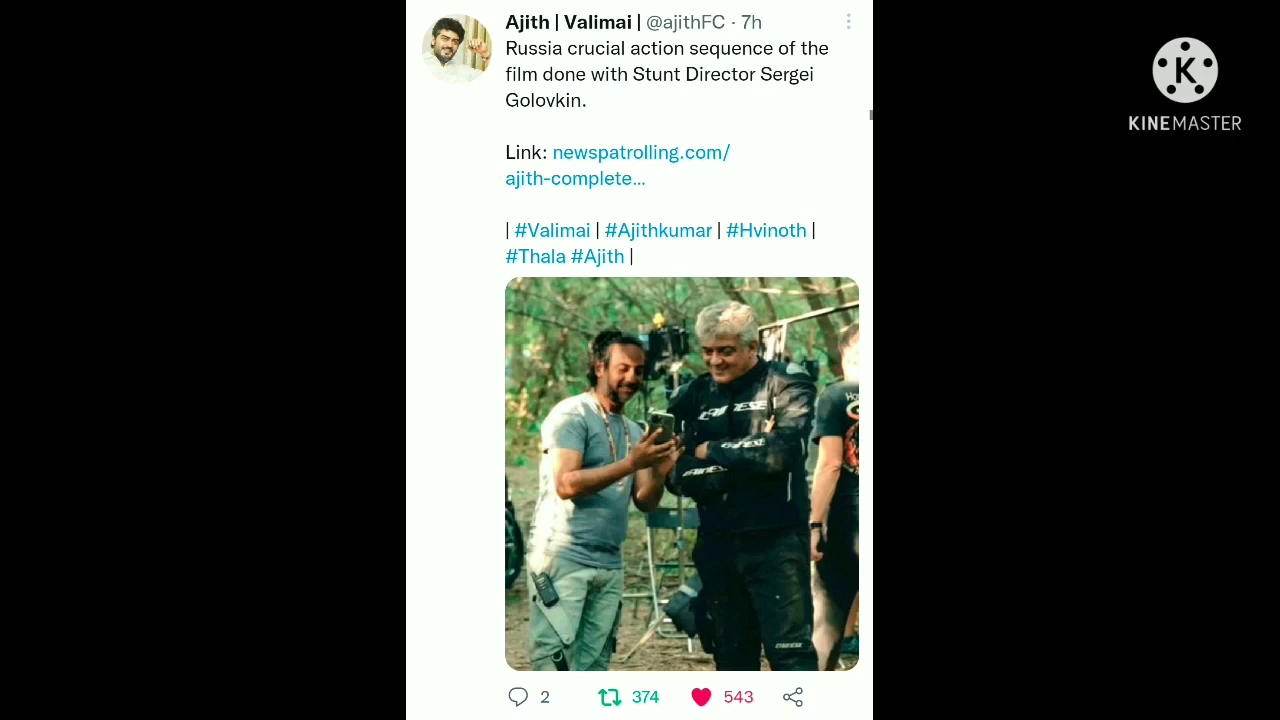 Ajith | Valimai | @ajithFC · 7h
Russia crucial action sequence of the
film done with Stunt Director Sergei
Golovkin.
Link: newspatrolling.com/
ajith-complete...
| #Valimai | #Ajithkumar | #Hvinoth |
#Thala #Ajith |
2 374 543
K
KINEMASTER